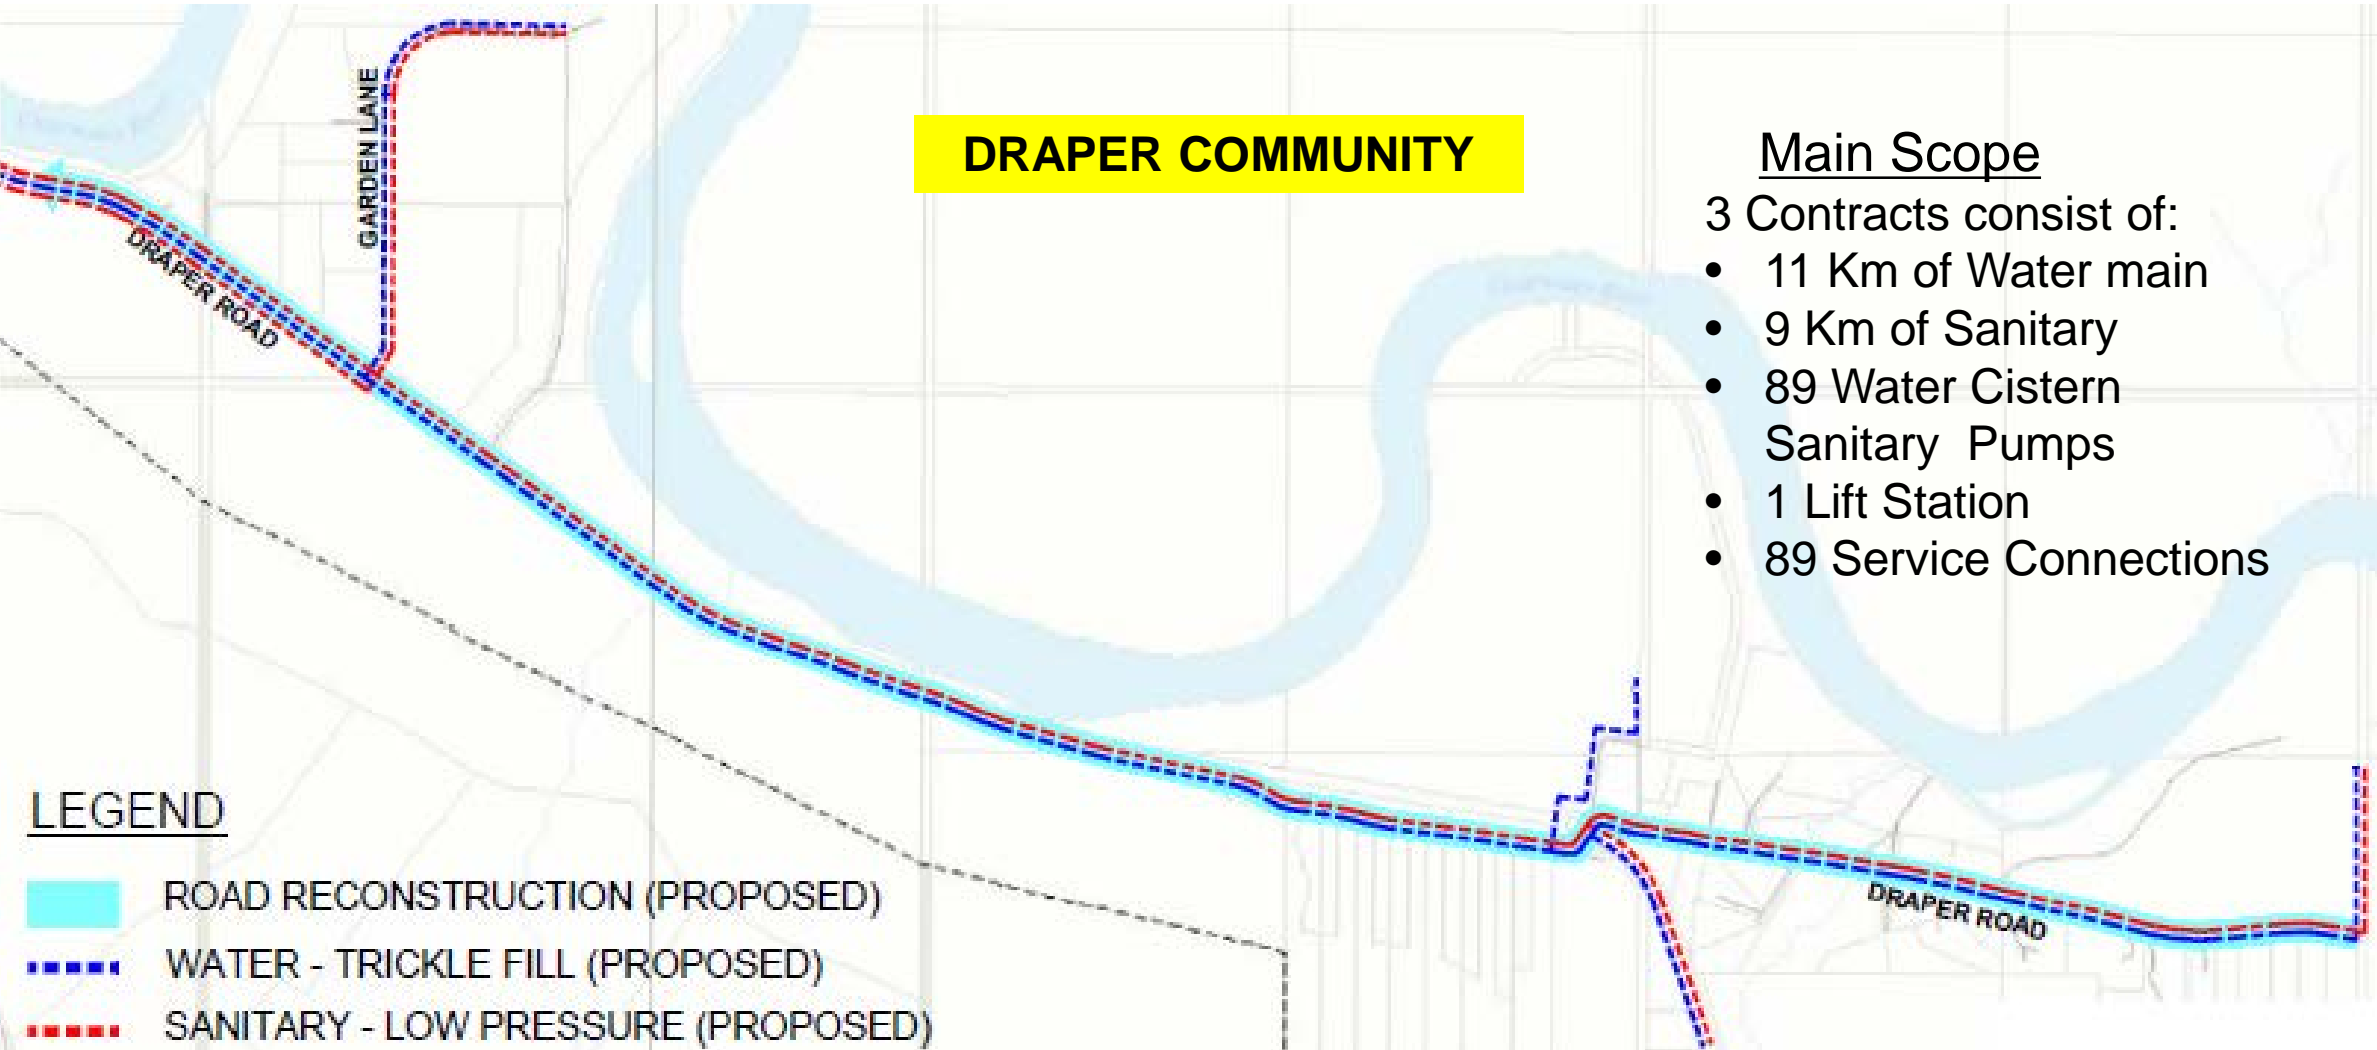 GARDEN LANE
DRAPER ROAD
DRAPER COMMUNITY
Main Scope
3 Contracts consist of:
• 11 Km of Water main
• 9 Km of Sanitary
• 89 Water Cistern
Sanitary Pumps
• 1 Lift Station
• 89 Service Connections
DRAPER ROAD
LEGEND
ROAD RECONSTRUCTION (PROPOSED)
WATER - TRICKLE FILL (PROPOSED)
SANITARY - LOW PRESSURE (PROPOSED)